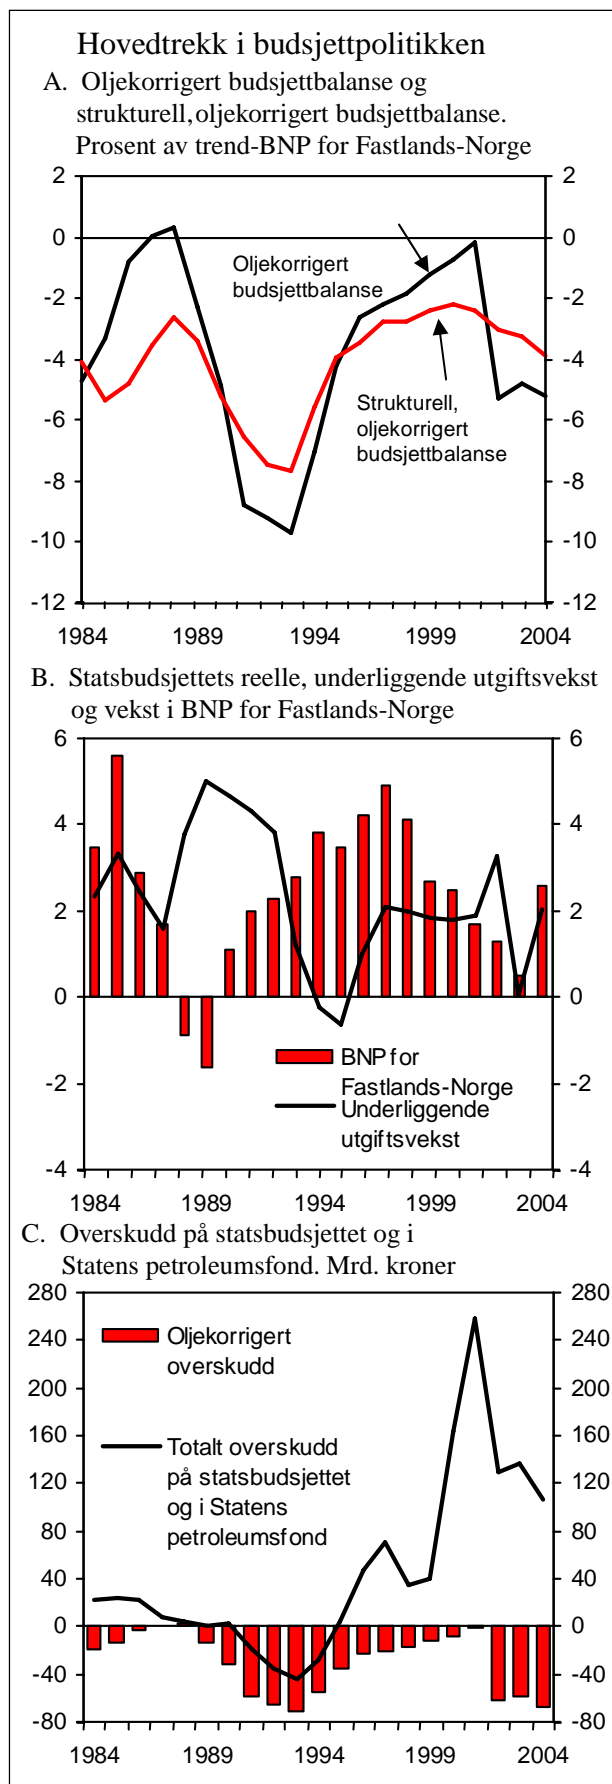 Hovedtrekk i budsjettpolitikken
A. Oljekorrigert budsjettbalanse og
strukturell, oljekorrigert budsjettbalanse.
Prosent av trend-BNP for Fastlands-Norge
2 2
0 0
Oljekorrigert
budsjettbalanse
-2 -2
-4 -4
Strukturell,
oljekorrigert
budsjettbalanse
-6 -6
-8 -8
-10 -10
-12 -12
1984 1989 1994 1999 2004
B. Statsbudsjettets reelle, underliggende utgiftsvekst
og vekst i BNP for Fastlands-Norge
6 6
4 4
2 2
0 0
BNP for
Fastlands-Norge
-2 -2
Underliggende
utgiftsvekst
-4 -4
1984 1989 1994 1999 2004
C. Overskudd på statsbudsjettet og i
Statens petroleumsfond. Mrd. kroner
280 280
Oljekorrigert
overskudd
240 240
200 200
160 160
Totalt overskudd
på statsbudsjettet
og i Statens
petroleumsfond
120 120
80 80
40 40
0 0
-40 -40
-80 -80
1984 1989 1994 1999 2004